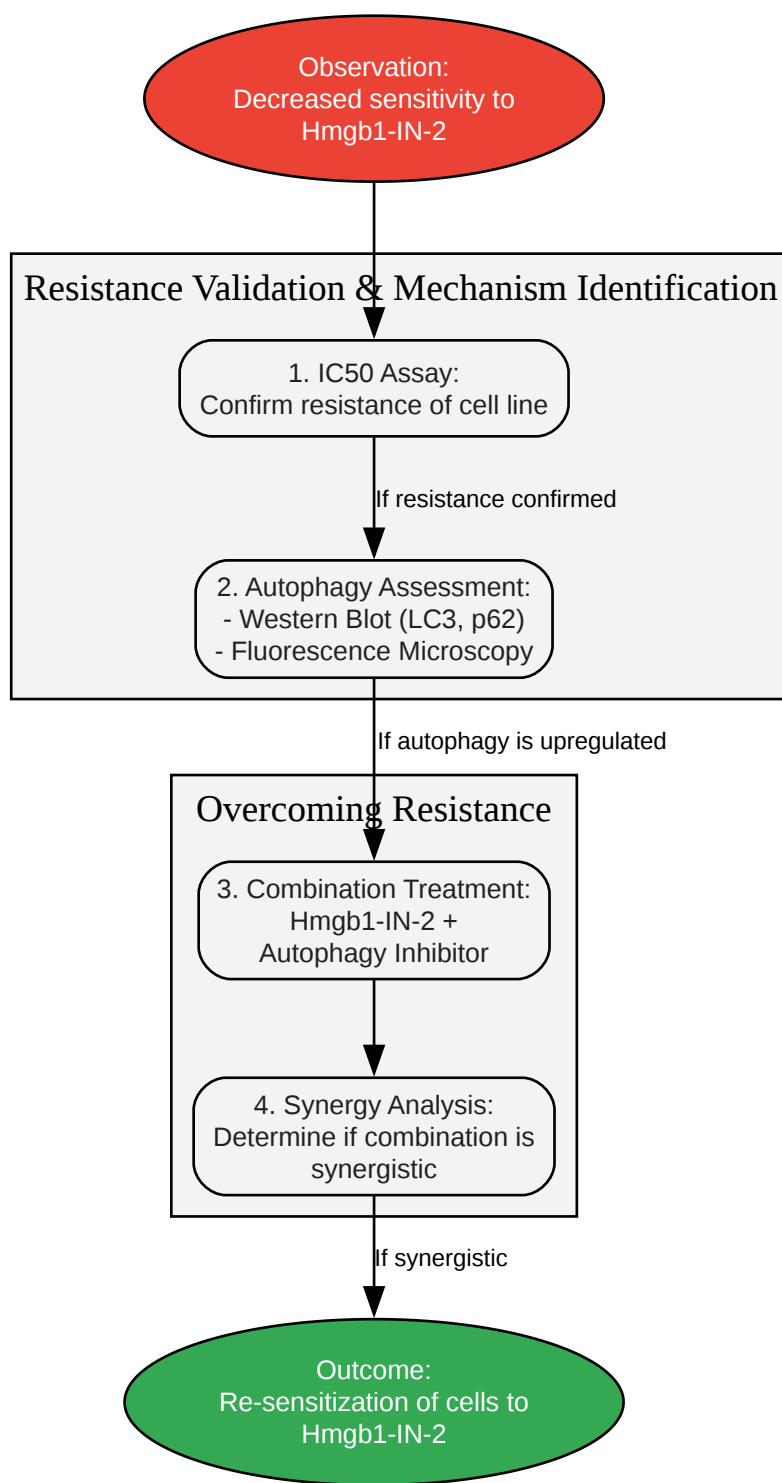 Observation:
Decreased sensitivity to
Hmgb1-IN-2
Resistance Validation & Mechanism Identification
1. IC50 Assay:
Confirm resistance of cell line
If resistance confirmed
2. Autophagy Assessment:
- Western Blot (LC3, p62)
- Fluorescence Microscopy
If autophagy is upregulated
Overcoming Resistance
3. Combination Treatment:
Hmgb1-IN-2 +
Autophagy Inhibitor
4. Synergy Analysis:
Determine if combination is
synergistic
If synergistic
Outcome:
Re-sensitization of cells to
Hmgb1-IN-2